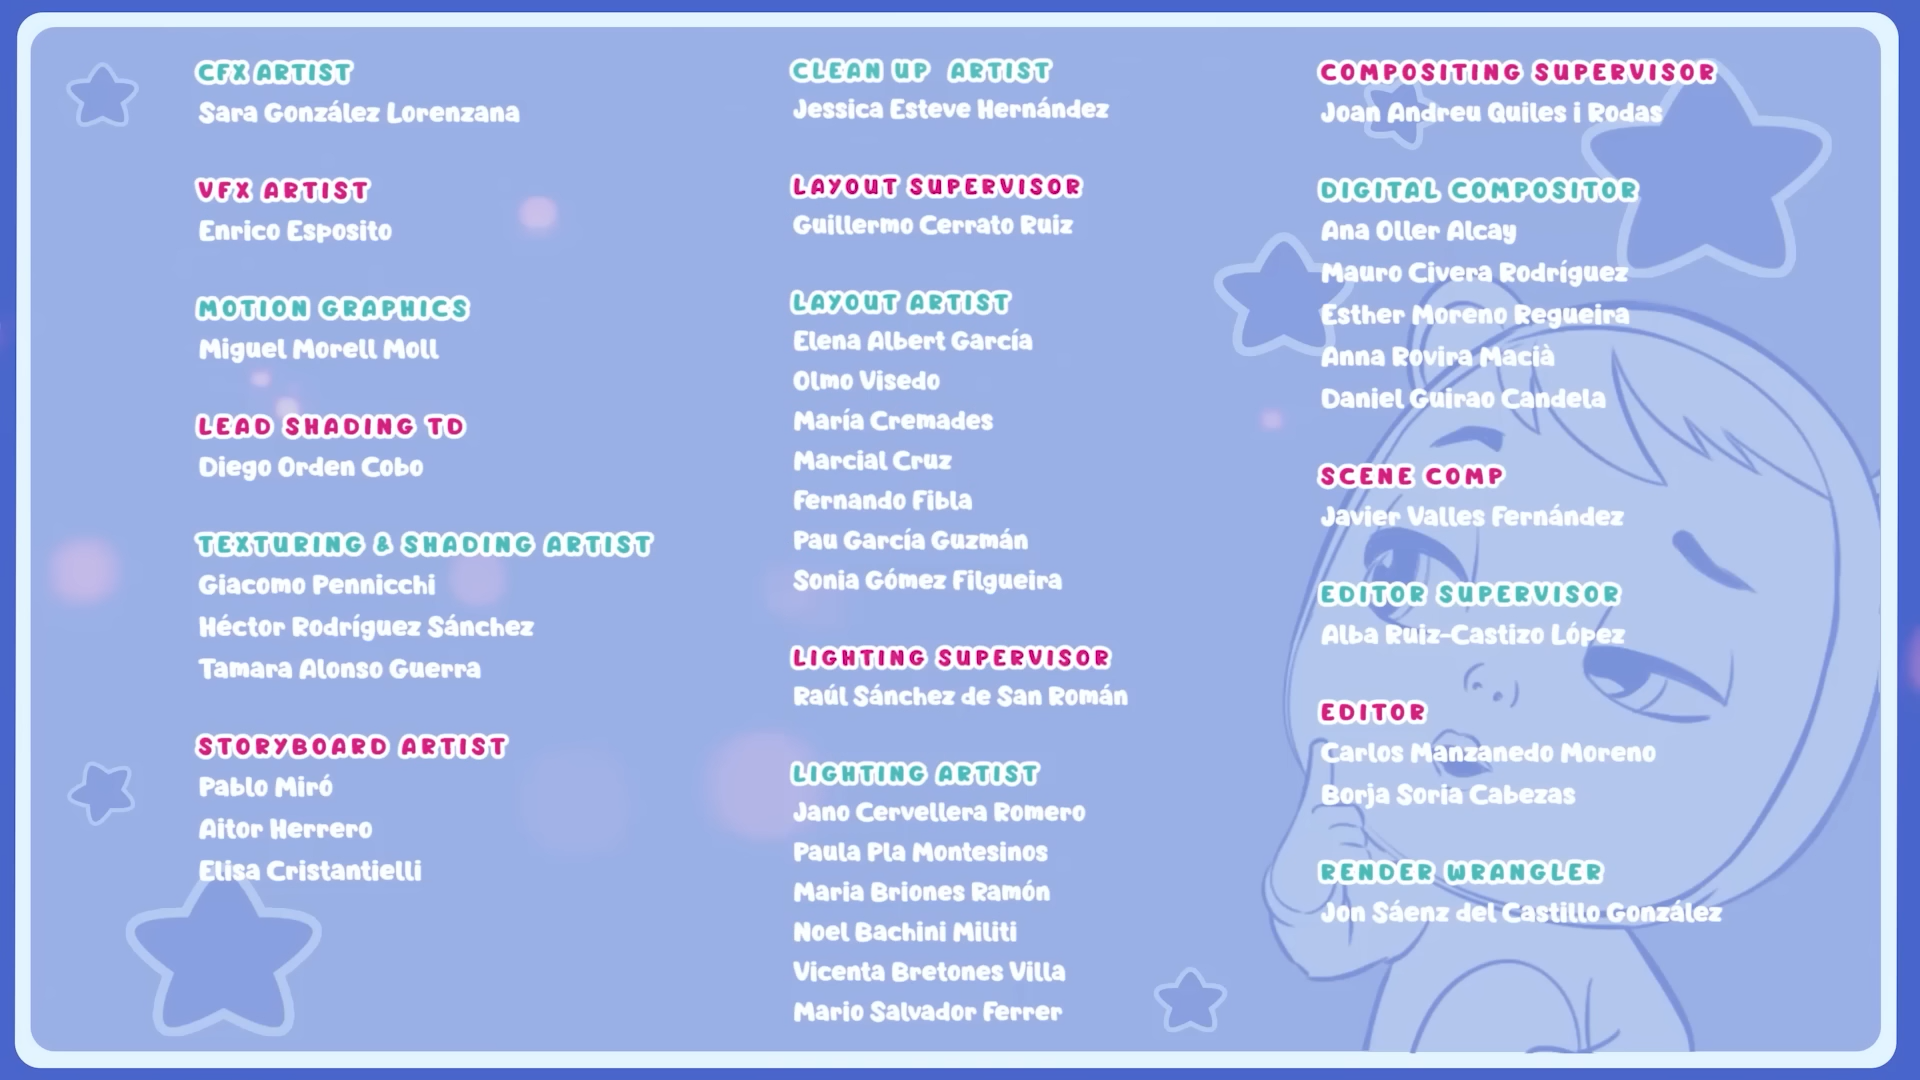 CFX ARTIST
Sara González Lorenzana
VFX ARTIST
Enrico Esposito
MOTION GRAPHICS
Miguel Morell Moll
LEAD SHADING TD
Diego Orden Cobo
TEXTURING & SHADING ARTIST
Giacomo Pennicchi
Héctor Rodríguez Sánchez
Tamara Alonso Guerra
STORYBOARD ARTIST
Pablo Miró
Aitor Herrero
Elisa Cristantielli
CLEAN UP ARTIST
Jessica Esteve Hernández
LAYOUT SUPERVISOR
Guillermo Cerrato Ruiz
LAYOUT ARTIST
Elena Albert García
Olmo Visedo
María Cremades
Marcial Cruz
Fernando Fibla
Pau García Guzmán
Sonia Gómez Filgueira
LIGHTING SUPERVISOR
Raúl Sánchez de San Román
LIGHTING ARTIST
Jano Cervellera Romero
Paula Pla Montesinos
Maria Briones Ramón
Noel Bachini Militi
Vicenta Bretones Villa
Mario Salvador Ferrer
COMPOSITING SUPERVISOR
Joan Andreu Quiles i Rodas
DIGITAL COMPOSITOR
Ana Oller Alcay
Mauro Civera Rodríguez
Esther Moreno Regueira
Anna Rovira Macià
Daniel Guirao Candela
SCENE COMP
Javier Valles Fernández
EDITOR SUPERVISOR
Alba Ruiz-Castizo López
EDITOR
Carlos Manzanedo Moreno
Borja Soria Cabezas
RENDER WRANGLER
Jon Sáenz del Castillo González